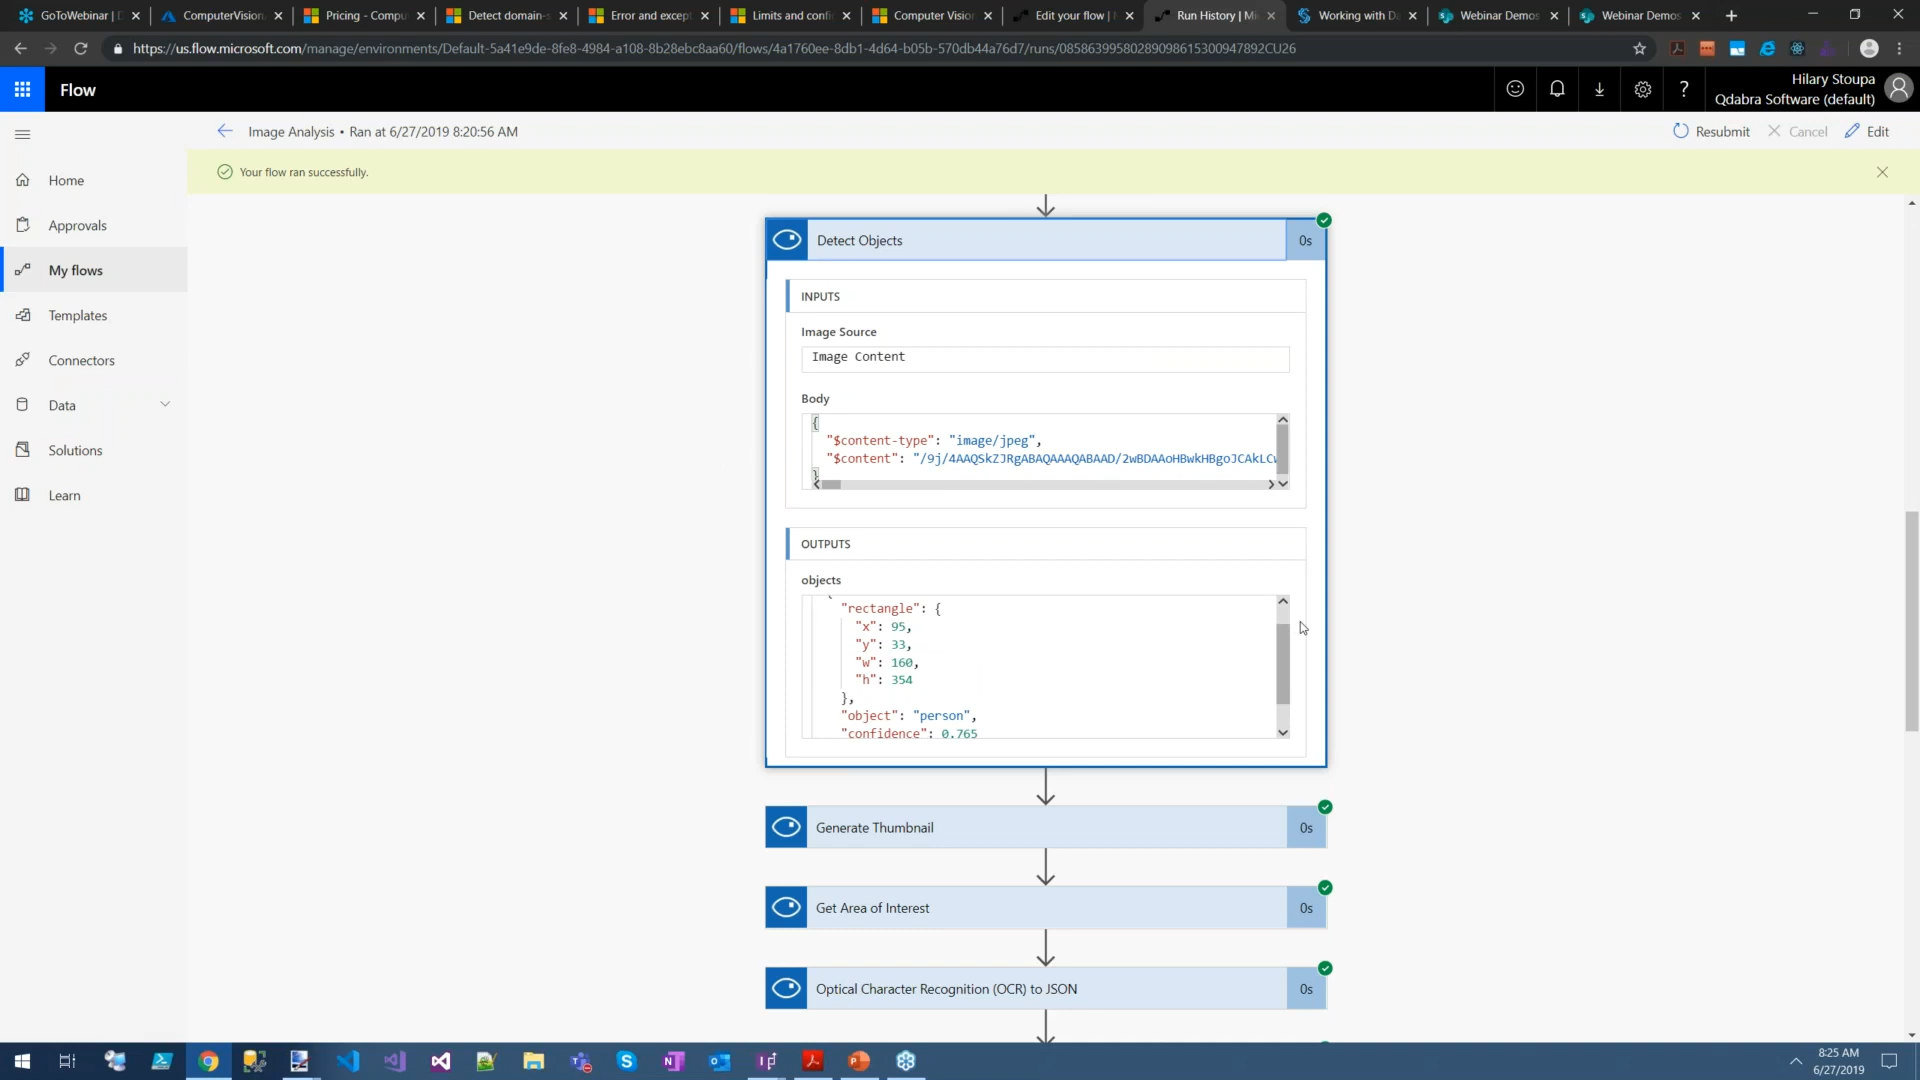 GoToWebinar | D
ComputerVision
Pricing - Compu
Detect domain-s
Error and except
Limits and confi
Computer Vision
Edit your flow |
Run History | Mi
Working with Da
Webinar Demos
Webinar Demos
https://us.flow.microsoft.com/manage/environments/Default-5a41e9de-8fe8-4984-a108-8b28ebc8aa60/flows/4a1760ee-8db1-4d64-b05b-570db44a76d7/runs/08586399580289098615300947892CU26
Flow
Hilary Stoupa
Qdabra Software (default)
Image Analysis • Ran at 6/27/2019 8:20:56 AM
Resubmit
Cancel
Edit
Your flow ran successfully.
Home
Approvals
My flows
Templates
Connectors
Data
Solutions
Learn
Detect Objects
0s
INPUTS
Image Source
Image Content
Body
{
"$content-type": "image/jpeg",
"$content": "/9j/4AAQSkZJRgABAQAAAQABAAD/2wBDAAoHBwkHBgoJCAkLCw
}
OUTPUTS
objects
"rectangle": {
"x": 95,
"y": 33,
"w": 160,
"h": 354
},
"object": "person",
"confidence": 0.765
Generate Thumbnail
0s
Get Area of Interest
0s
Optical Character Recognition (OCR) to JSON
0s
8:25 AM
6/27/2019